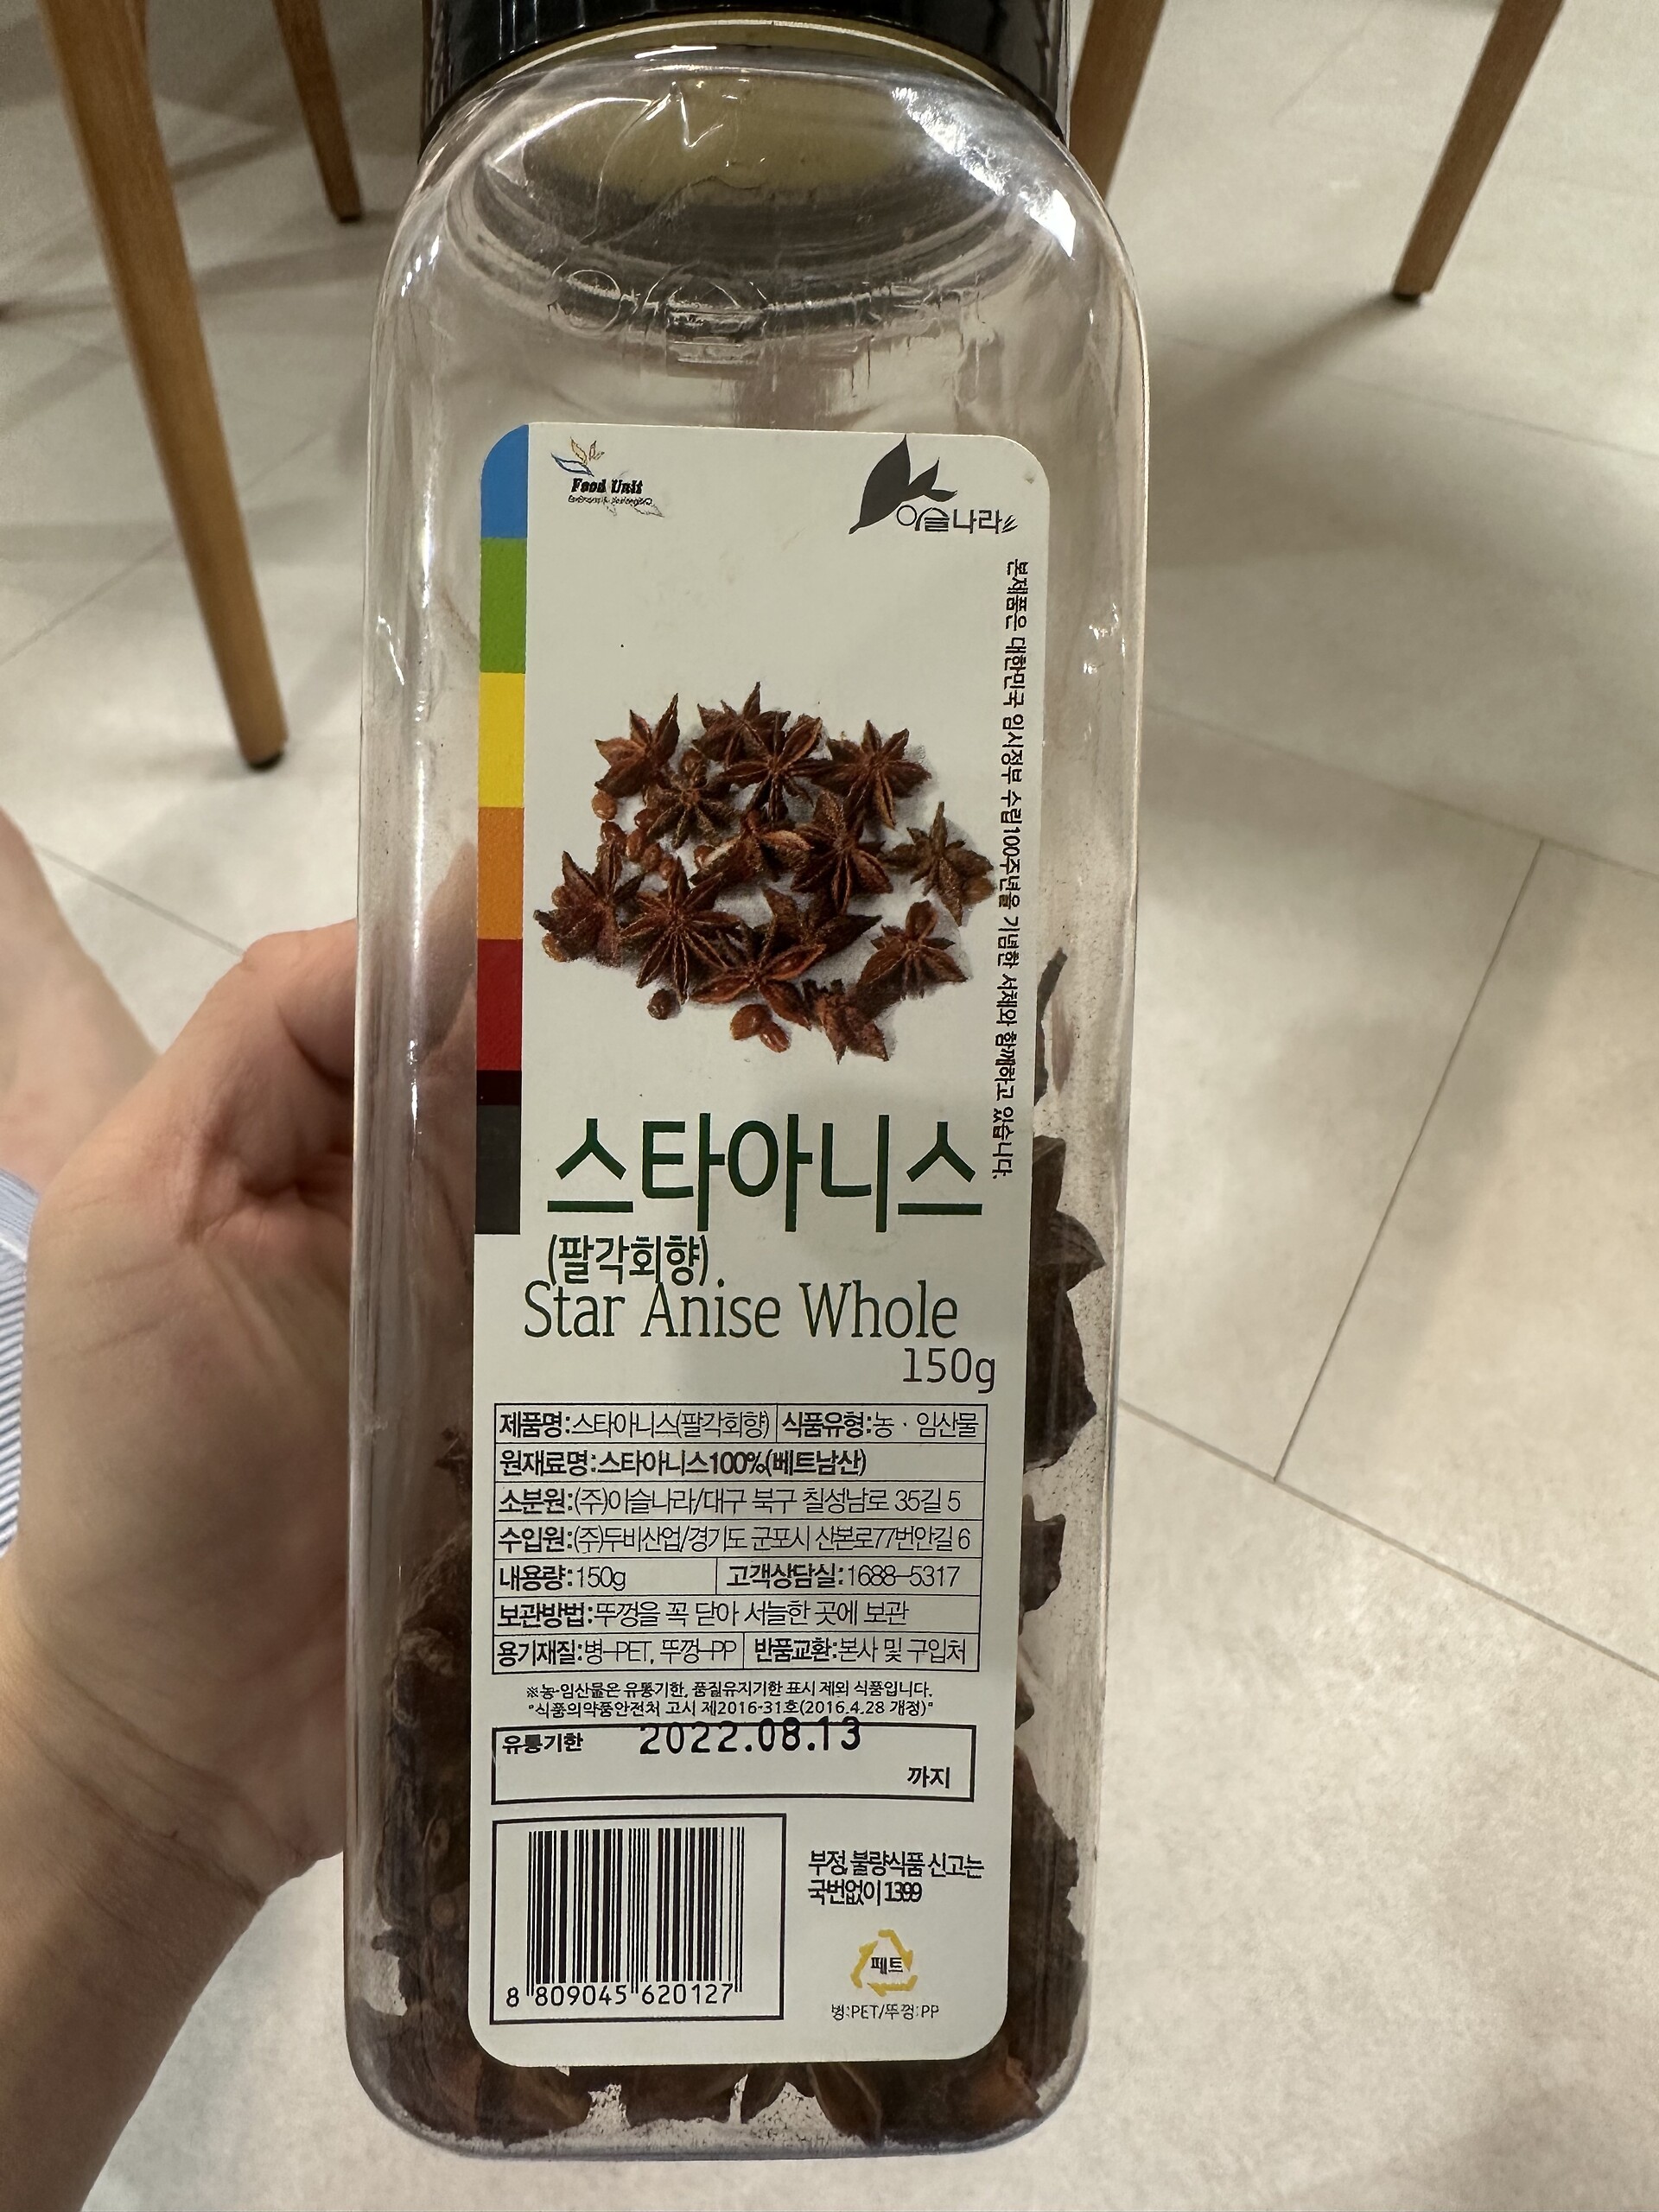 Food Unit
이슬나라
본제품은 대한민국 임시정부 수립100주년을 기념한 서체와 함께하고 있습니다.
스타아니스
(팔각회향)
Star Anise Whole
150g
제품명:스타아니스(팔각회향) 식품유형:농·임산물
원재료명:스타아니스100%(베트남산)
소분원:(주)이슬나라/대구 북구 칠성남로 35길 5
수입원:(주)두비산업/경기도 군포시 산본로77번안길 6
내용량:150g 고객상담실:1688-5317
보관방법:뚜껑을 꼭 닫아 서늘한 곳에 보관
용기재질:병-PET, 뚜껑-PP 반품교환:본사 및 구입처
※농·임산물은 유통기한, 품질유지기한 표시 제외 식품입니다.
"식품의약품안전처 고시 제2016-31호(2016.4.28 개정)"
유통기한 2022.08.13
까지
부정,불량식품 신고는
국번없이 1399
페트
병:PET/뚜껑:PP
8 809045 620127